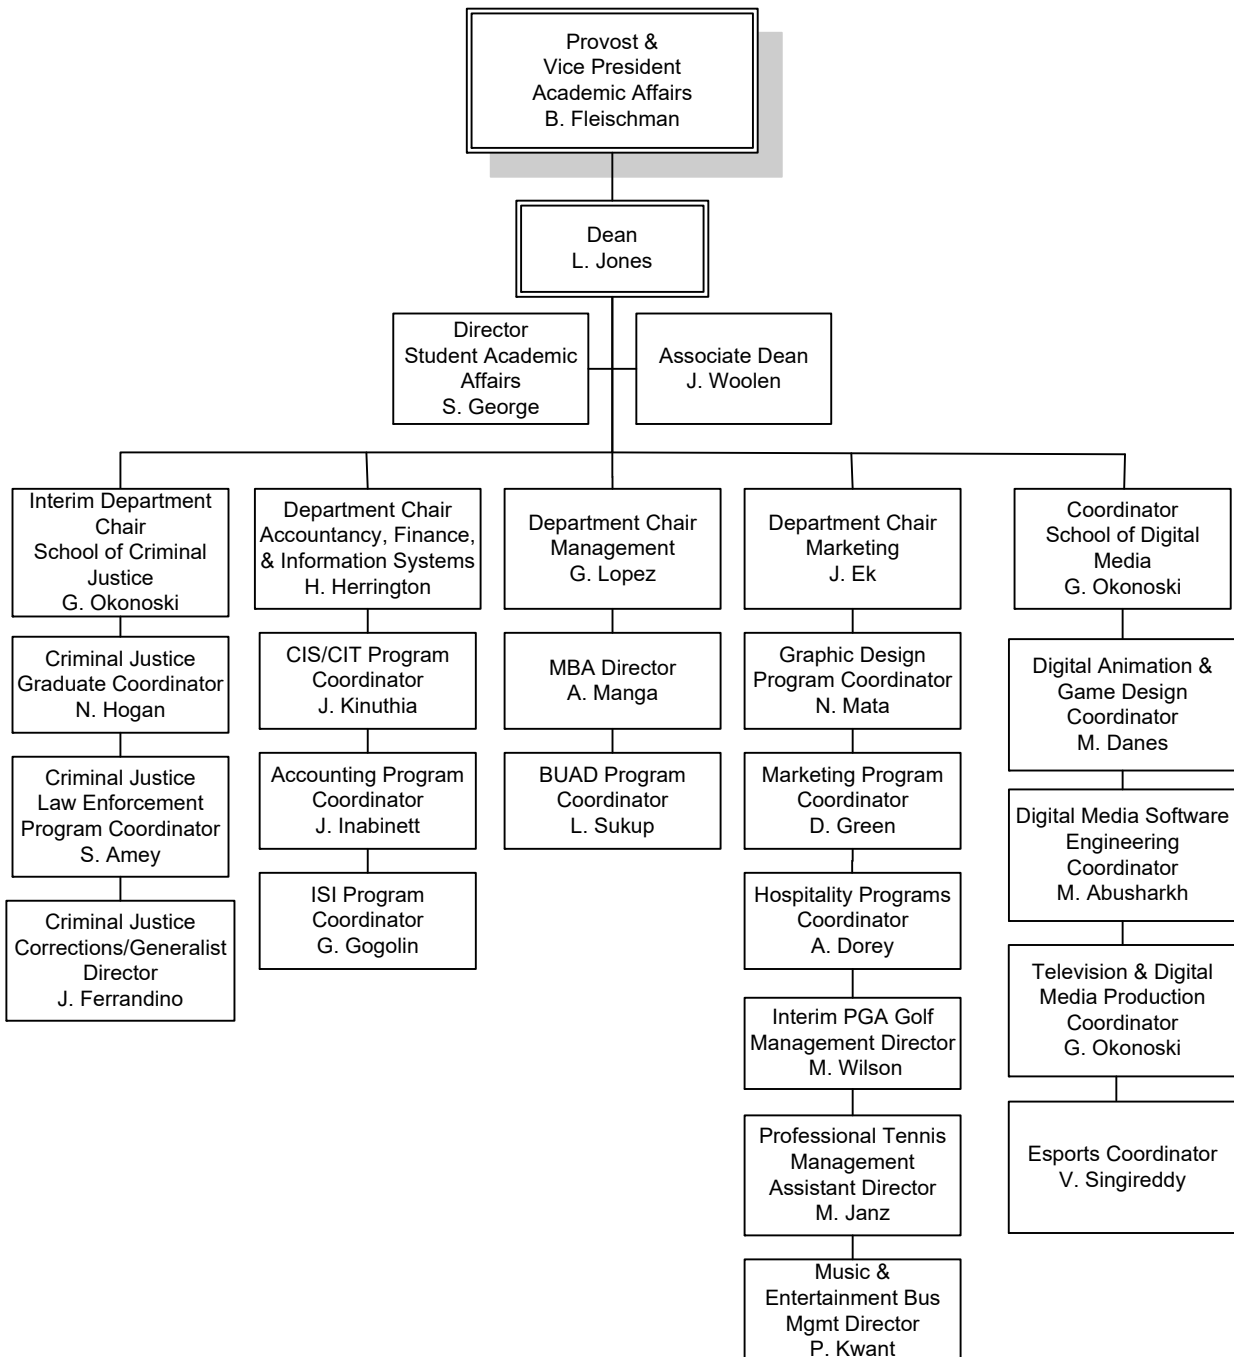 Provost &
Vice President
Academic Affairs
B. Fleischman
Dean
L. Jones
Director
Student Academic
Affairs
S. George
Associate Dean
J. Woolen
Interim Department
Chair
School of Criminal
Justice
G. Okonoski
Department Chair
Accountancy, Finance,
& Information Systems
H. Herrington
Department Chair
Management
G. Lopez
Department Chair
Marketing
J. Ek
Coordinator
School of Digital
Media
G. Okonoski
Criminal Justice
Graduate Coordinator
N. Hogan
CIS/CIT Program
Coordinator
J. Kinuthia
MBA Director
A. Manga
Graphic Design
Program Coordinator
N. Mata
Digital Animation &
Game Design
Coordinator
M. Danes
Criminal Justice
Law Enforcement
Program Coordinator
S. Amey
Accounting Program
Coordinator
J. Inabinett
BUAD Program
Coordinator
L. Sukup
Marketing Program
Coordinator
D. Green
Digital Media Software
Engineering
Coordinator
M. Abusharkh
Criminal Justice
Corrections/Generalist
Director
J. Ferrandino
ISI Program
Coordinator
G. Gogolin
Hospitality Programs
Coordinator
A. Dorey
Television & Digital
Media Production
Coordinator
G. Okonoski
Interim PGA Golf
Management Director
M. Wilson
Professional Tennis
Management
Assistant Director
M. Janz
Esports Coordinator
V. Singireddy
Music &
Entertainment Bus
Mgmt Director
P. Kwant